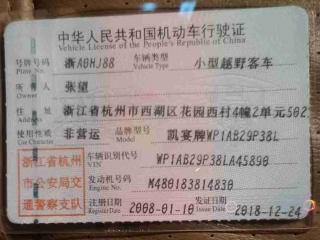 中华人民共和国机动车行驶证
Vehicle License of the People's Republic of China
号牌号码 浙A0HJ88 车辆类型 小型越野客车
Plate No. Vehicle Type
所有人 张望
Owner
住址 浙江省杭州市西湖区花园西村4幢2单元502
Address
使用性质 非营运 品牌型号 凯宴牌WP1AB29P38L
Use Character Model
浙江省杭州 车辆识别代号 WP1AB29P38LA45890
VIN
市公安局交 发动机号码 M480183814830
Engine No.
通警察支队 注册日期 2008-01-10 发证日期 2018-12-24
Register Date Issue Date